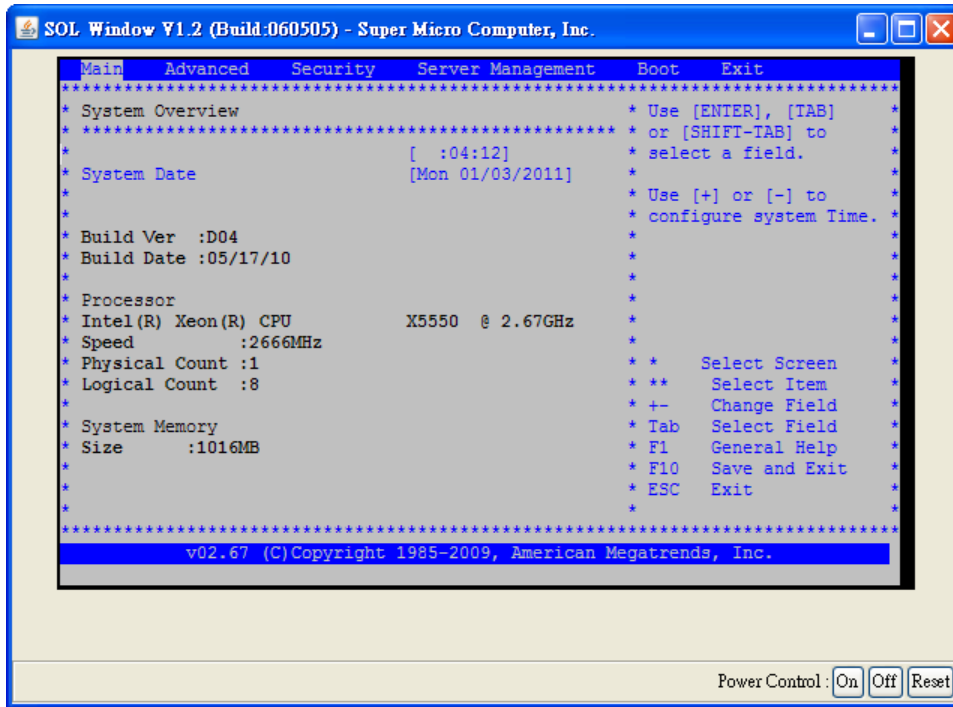 SOL Window V1.2 (Build:060505) - Super Micro Computer, Inc.
Main Advanced Security Server Management Boot Exit
********************************************************************************
* System Overview * Use [ENTER], [TAB] *
* *************************************************** * or [SHIFT-TAB] to *
* [ :04:12] * select a field. *
* System Date [Mon 01/03/2011] * *
* * Use [+] or [-] to *
* * configure system Time. *
* Build Ver :D04 * *
* Build Date :05/17/10 * *
* * *
* Processor * *
* Intel(R) Xeon(R) CPU X5550 @ 2.67GHz * *
* Speed :2666MHz * *
* Physical Count :1 * * Select Screen *
* Logical Count :8 * ** Select Item *
* * +- Change Field *
* System Memory * Tab Select Field *
* Size :1016MB * F1 General Help *
* * F10 Save and Exit *
* * ESC Exit *
* * *
********************************************************************************
v02.67 (C)Copyright 1985-2009, American Megatrends, Inc.
Power Control : On Off Reset